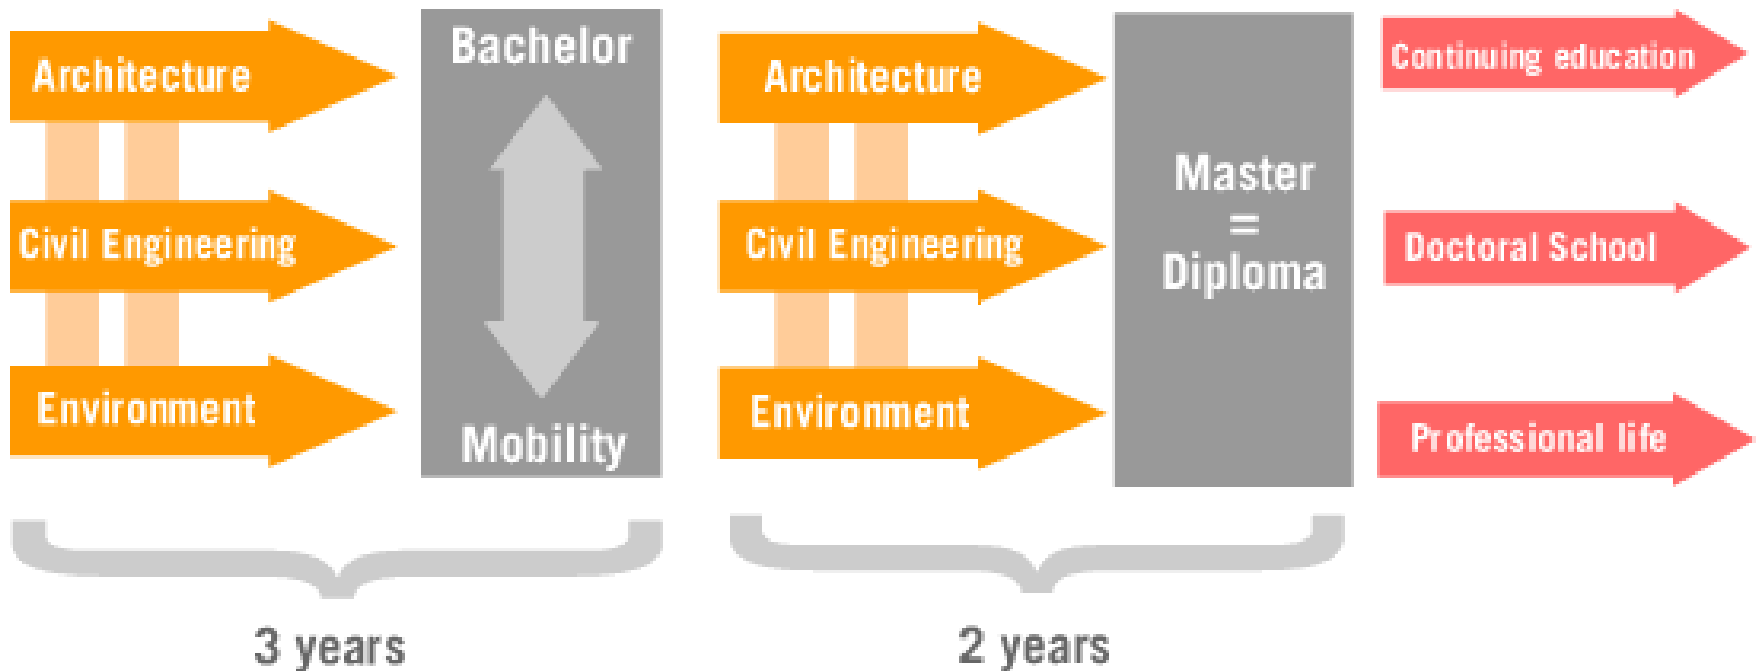 Architecture
Civil Engineering
Environment
Bachelor
Mobility
3 years
Architecture
Civil Engineering
Environment
Master
=
Diploma
2 years
Continuing education
Doctoral School
Professional life